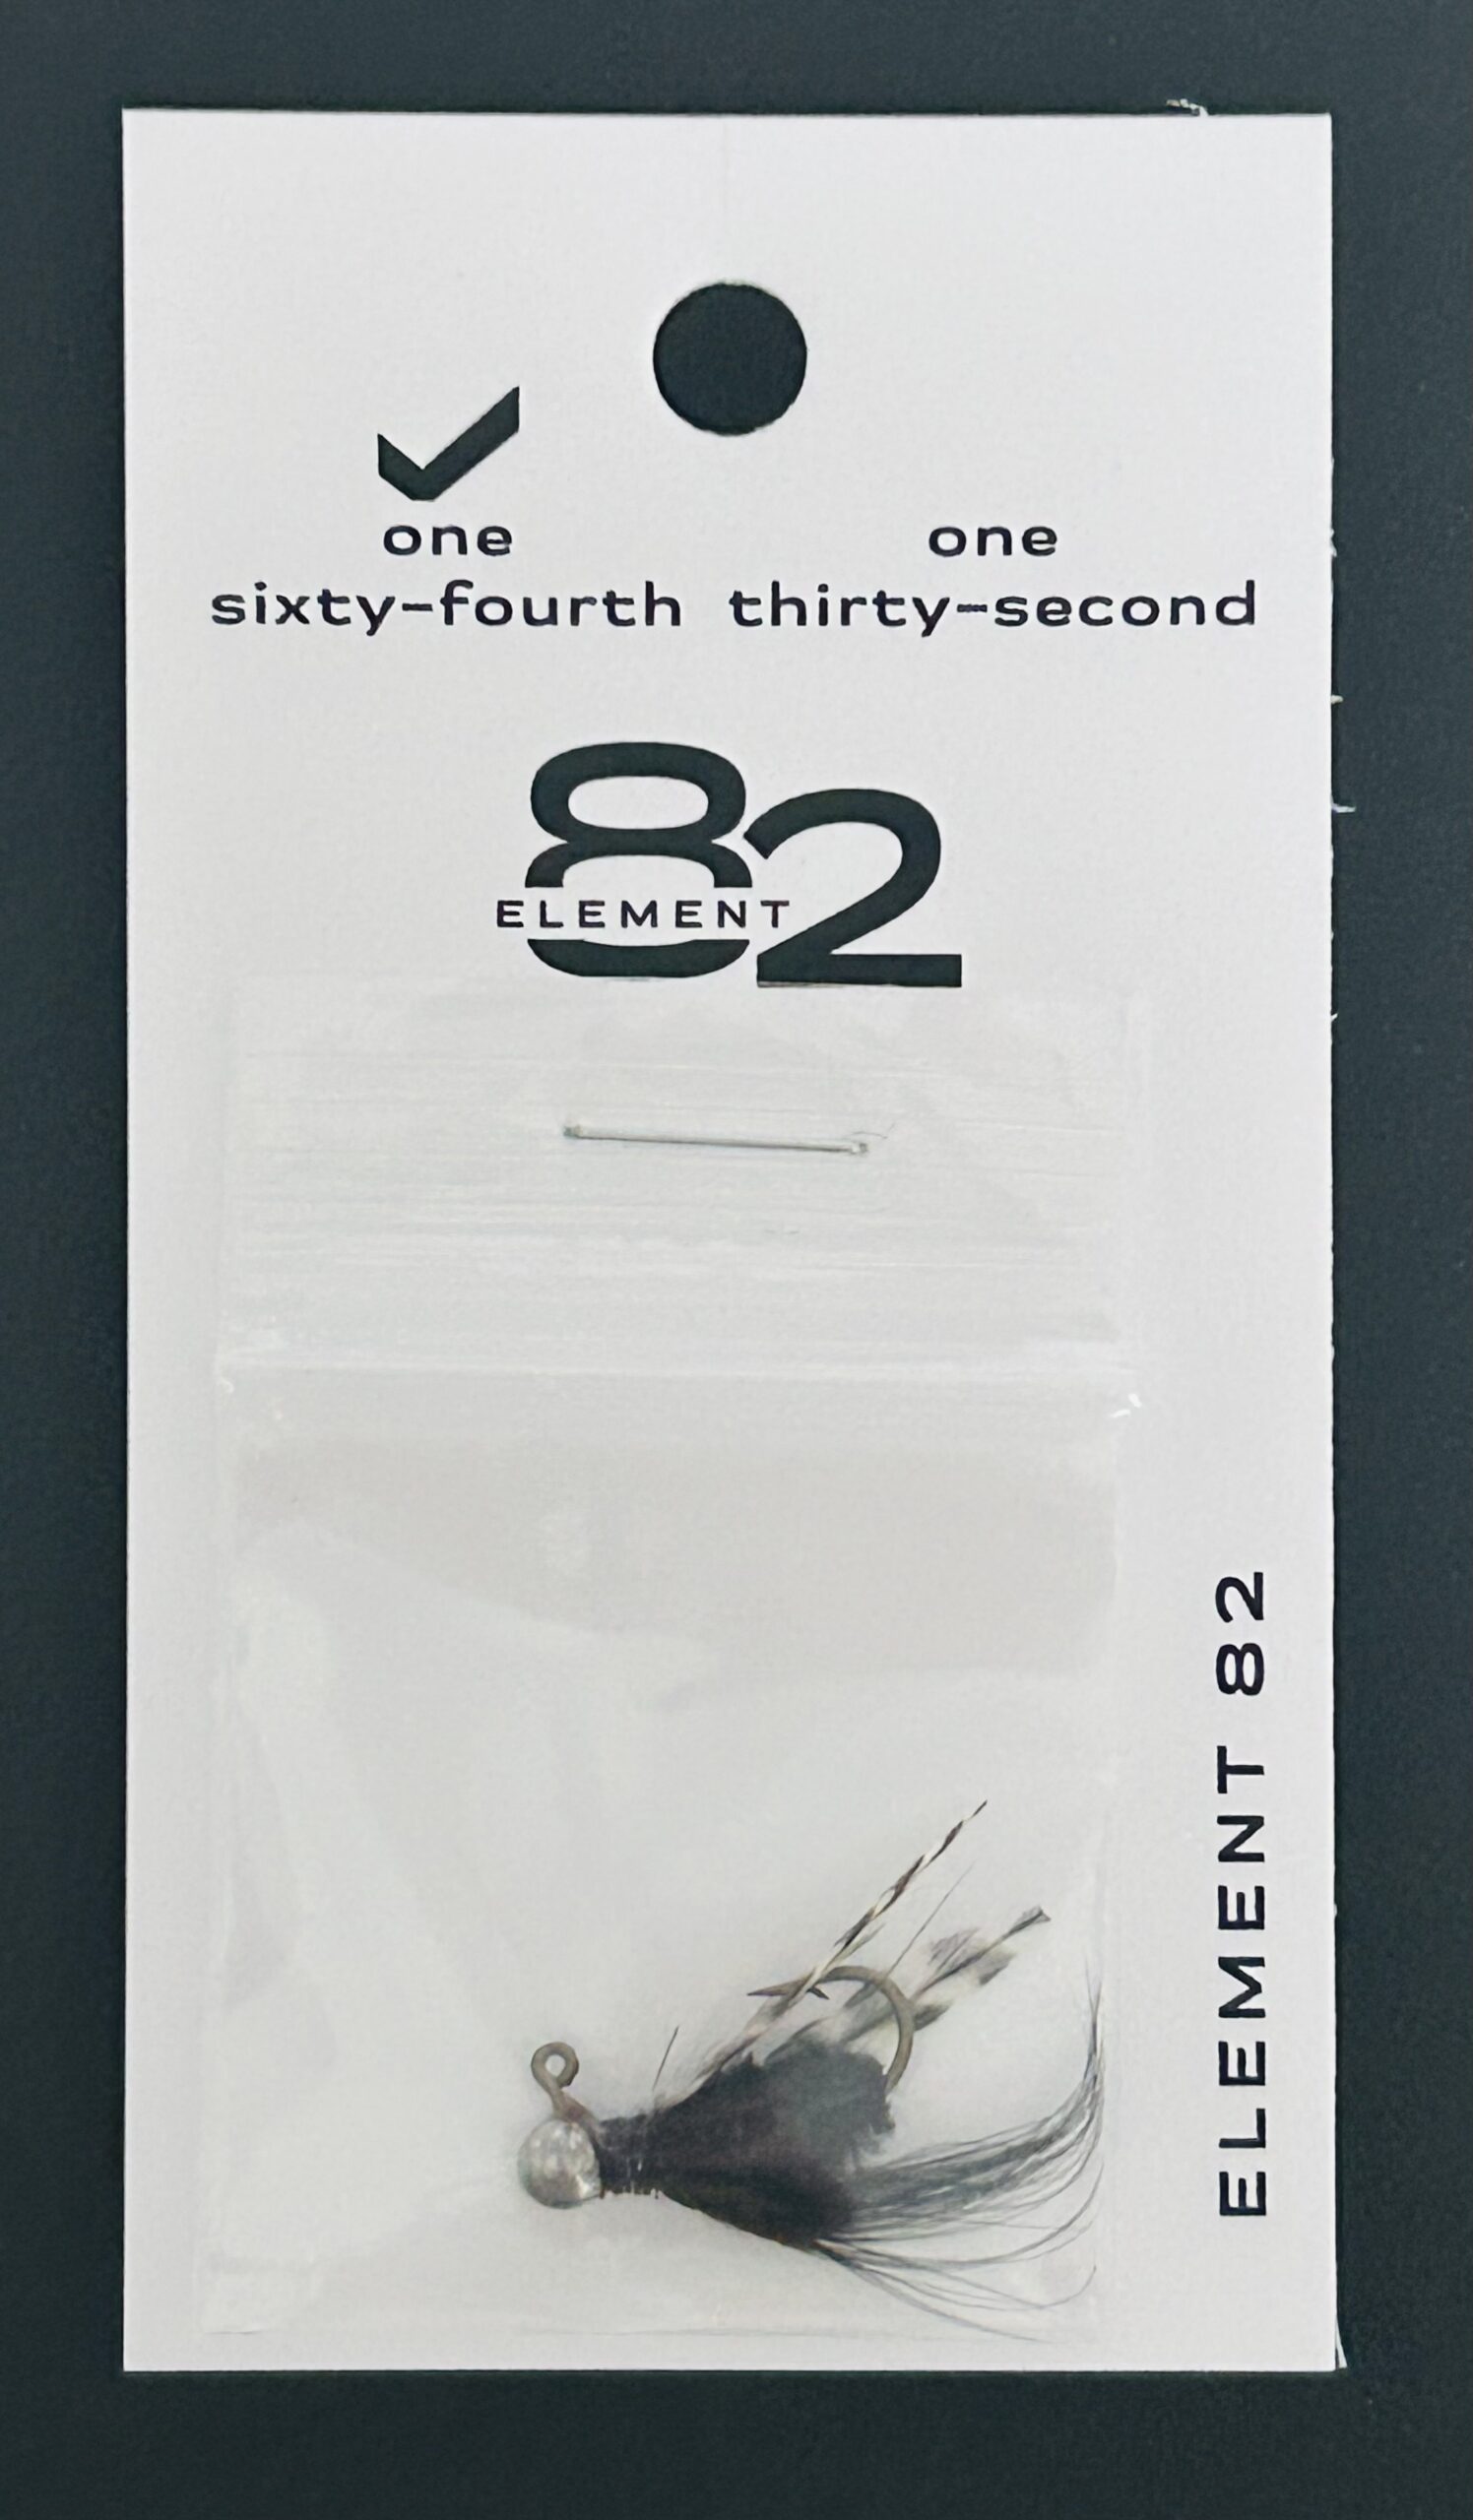 one one
sixty-fourth thirty-second
82
ELEMENT
ELEMENT 82